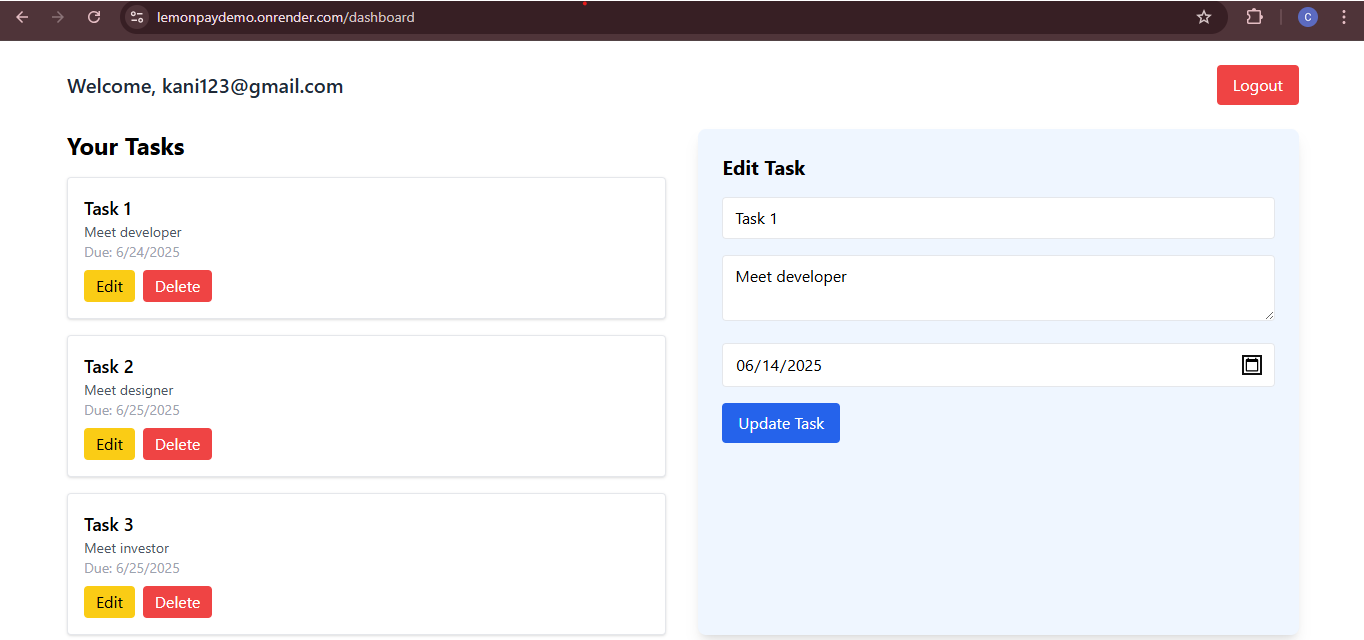 lemonpaydemo.onrender.com/dashboard
C
Welcome, kani123@gmail.com
Logout
Your Tasks
Task 1
Meet developer
Due: 6/24/2025
Edit Delete
Task 2
Meet designer
Due: 6/25/2025
Edit Delete
Task 3
Meet investor
Due: 6/25/2025
Edit Delete
Edit Task
Task 1
Meet developer
06/14/2025
Update Task